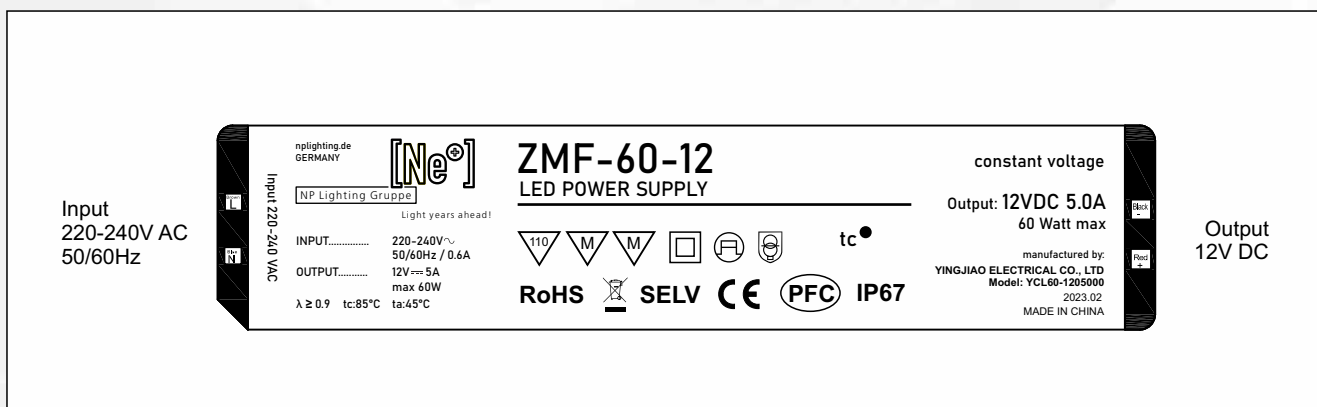 Input
220-240V AC
50/60Hz
Brown
L
Blue
N
Input 220-240 VAC
nplighting.de
GERMANY
[Ne⊕]
NP Lighting Gruppe
Light years ahead!
INPUT............... 220-240V~
50/60Hz / 0.6A
OUTPUT........... 12V⎓5A
max 60W
λ ≥ 0.9 tc:85°C ta:45°C
ZMF-60-12
LED POWER SUPPLY
110 M M
tc●
RoHS SELV CE PFC IP67
constant voltage
Output: 12VDC 5.0A
60 Watt max
manufactured by:
YINGJIAO ELECTRICAL CO., LTD
Model: YCL60-1205000
2023.02
MADE IN CHINA
Black
-
Red
+
Output
12V DC